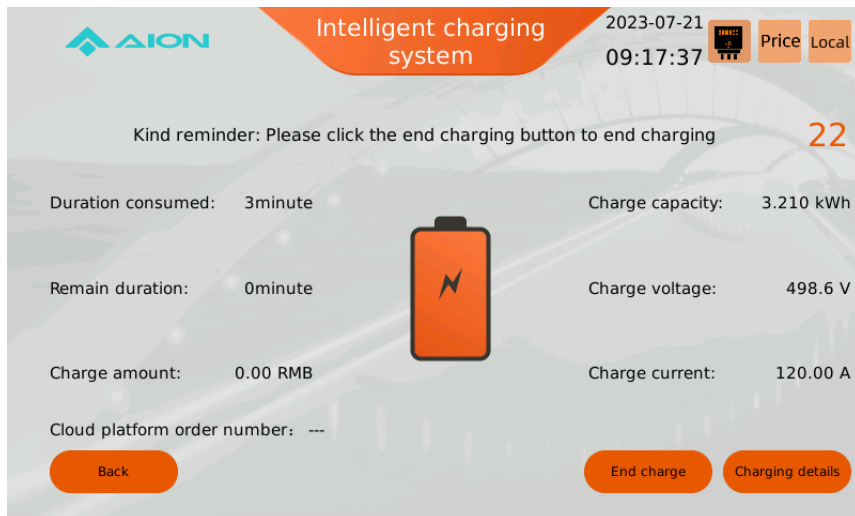 AION
Intelligent charging
system
2023-07-21
09:17:37
Price
Local
Kind reminder: Please click the end charging button to end charging
22
Duration consumed: 3minute
Charge capacity: 3.210 kWh
Remain duration: 0minute
Charge voltage: 498.6 V
Charge amount: 0.00 RMB
Charge current: 120.00 A
Cloud platform order number： ---
Back
End charge
Charging details